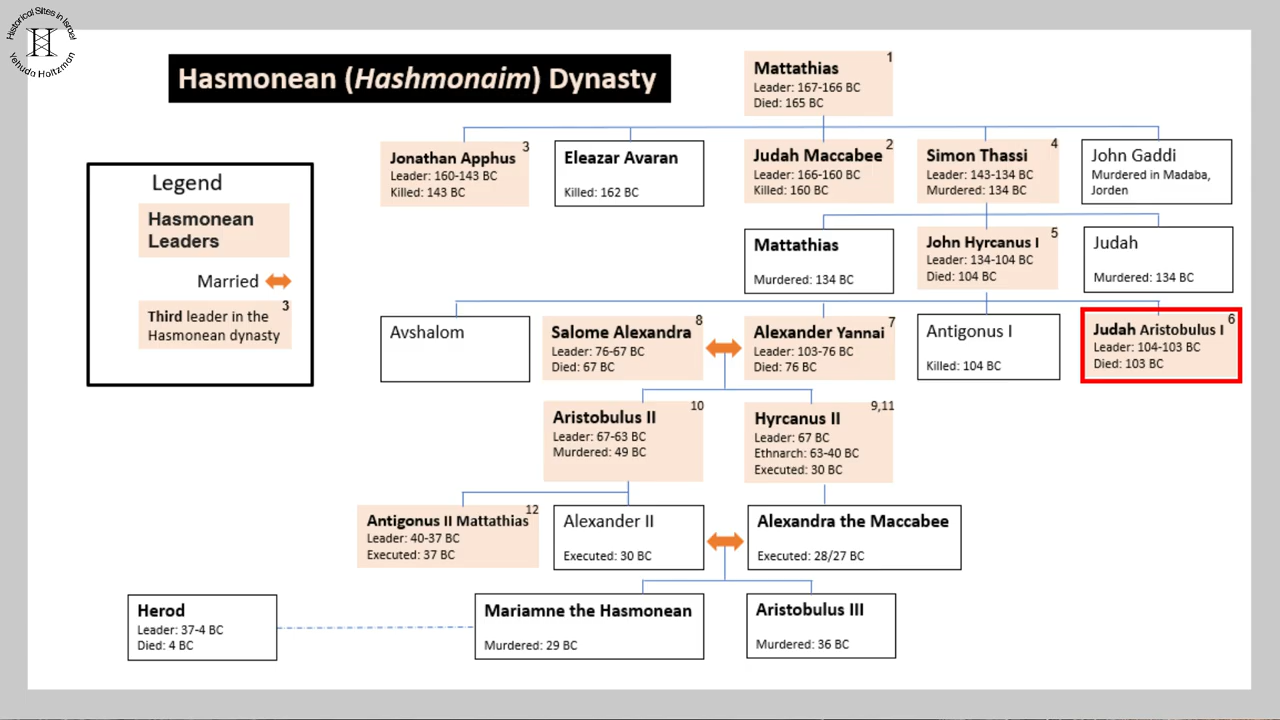 Historical Sites in Israel
Yehuda Holtzman
Hasmonean (Hashmonaim) Dynasty
Legend
Hasmonean
Leaders
Married
3
Third leader in the
Hasmonean dynasty
1
Mattathias
Leader: 167-166 BC
Died: 165 BC
3
Jonathan Apphus
Leader: 160-143 BC
Killed: 143 BC
Eleazar Avaran
Killed: 162 BC
2
Judah Maccabee
Leader: 166-160 BC
Killed: 160 BC
4
Simon Thassi
Leader: 143-134 BC
Murdered: 134 BC
John Gaddi
Murdered in Madaba,
Jorden
Mattathias
Murdered: 134 BC
5
John Hyrcanus I
Leader: 134-104 BC
Died: 104 BC
Judah
Murdered: 134 BC
Avshalom
8
Salome Alexandra
Leader: 76-67 BC
Died: 67 BC
7
Alexander Yannai
Leader: 103-76 BC
Died: 76 BC
Antigonus I
Killed: 104 BC
6
Judah Aristobulus I
Leader: 104-103 BC
Died: 103 BC
10
Aristobulus II
Leader: 67-63 BC
Murdered: 49 BC
9,11
Hyrcanus II
Leader: 67 BC
Ethnarch: 63-40 BC
Executed: 30 BC
12
Antigonus II Mattathias
Leader: 40-37 BC
Executed: 37 BC
Alexander II
Executed: 30 BC
Alexandra the Maccabee
Executed: 28/27 BC
Herod
Leader: 37-4 BC
Died: 4 BC
Mariamne the Hasmonean
Murdered: 29 BC
Aristobulus III
Murdered: 36 BC